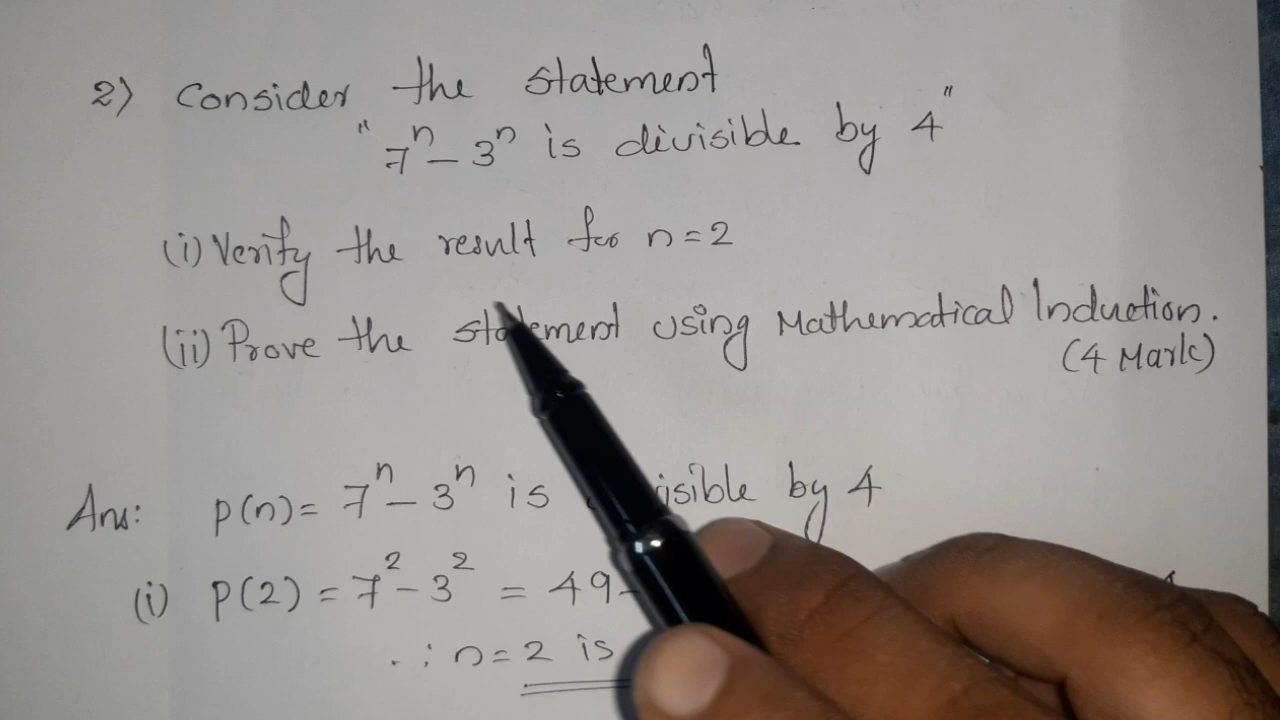 2) Consider the statement
"7ⁿ - 3ⁿ is divisible by 4"
(i) Verify the result for n = 2
(ii) Prove the statement using Mathematical Induction.
(4 Mark)
Ans: p(n) = 7ⁿ - 3ⁿ is by 4
(i) p(2) = 7² - 3² = 49-
∴ n = 2 is